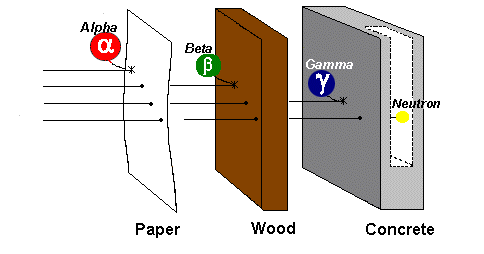 Alpha
α
Beta
β
Gamma
γ
Neutron
Paper
Wood
Concrete